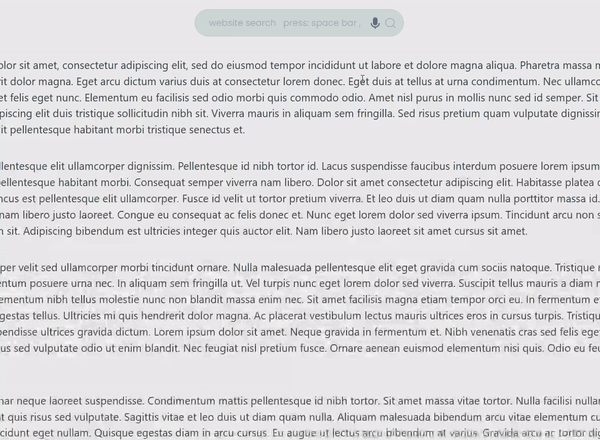 website search press: space bar..
olor sit amet, consectetur adipiscing elit, sed do eiusmod tempor incididunt ut labore et dolore magna aliqua. Pharetra massa m
rit dolor magna. Eget arcu dictum varius duis at consectetur lorem donec. Eget duis at tellus at urna condimentum. Nec ullamco
et felis eget nunc. Elementum eu facilisis sed odio morbi quis commodo odio. Amet nisl purus in mollis nunc sed id semper. Sit
piscing elit duis tristique sollicitudin nibh sit. Viverra mauris in aliquam sem fringilla. Sed risus pretium quam vulputate dignissim
it pellentesque habitant morbi tristique senectus et.
llentesque elit ullamcorper dignissim. Pellentesque id nibh tortor id. Lacus suspendisse faucibus interdum posuere lorem ipsum
pellentesque habitant morbi. Consequat semper viverra nam libero. Dolor sit amet consectetur adipiscing elit. Habitasse platea d
ncus est pellentesque elit ullamcorper. Fusce id velit ut tortor pretium viverra. Et leo duis ut diam quam nulla porttitor massa id.
nam libero justo laoreet. Congue eu consequat ac felis donec et. Nunc eget lorem dolor sed viverra ipsum. Tincidunt arcu non s
n sit. Adipiscing bibendum est ultricies integer quis auctor elit. Nam libero justo laoreet sit amet cursus sit amet.
per velit sed ullamcorper morbi tincidunt ornare. Nulla malesuada pellentesque elit eget gravida cum sociis natoque. Tristique r
ntum posuere urna nec. In aliquam sem fringilla ut. Vel turpis nunc eget lorem dolor sed viverra. Suscipit tellus mauris a diam m
ementum nibh tellus molestie nunc non blandit massa enim nec. Sit amet facilisis magna etiam tempor orci eu. In fermentum e
gestas tellus. Ultricies mi quis hendrerit dolor magna. Ac placerat vestibulum lectus mauris ultrices eros in cursus turpis. Tristiqu
pendisse ultrices gravida dictum. Lorem ipsum dolor sit amet. Neque gravida in fermentum et. Nibh venenatis cras sed felis ege
us sed vulputate odio ut enim blandit. Nec feugiat nisl pretium fusce. Ornare aenean euismod elementum nisi quis. Odio eu feu
nar neque laoreet suspendisse. Condimentum mattis pellentesque id nibh tortor. Sit amet massa vitae tortor. Nulla facilisi nullam
at quis risus sed vulputate. Sagittis vitae et leo duis ut diam quam nulla. Aliquam malesuada bibendum arcu vitae elementum cu
ncidunt eget nullam. Quisque egestas diam in arcu cursus. Eu augue ut lectus arcu bibendum at varius. Gravida arcu ac tortor dig